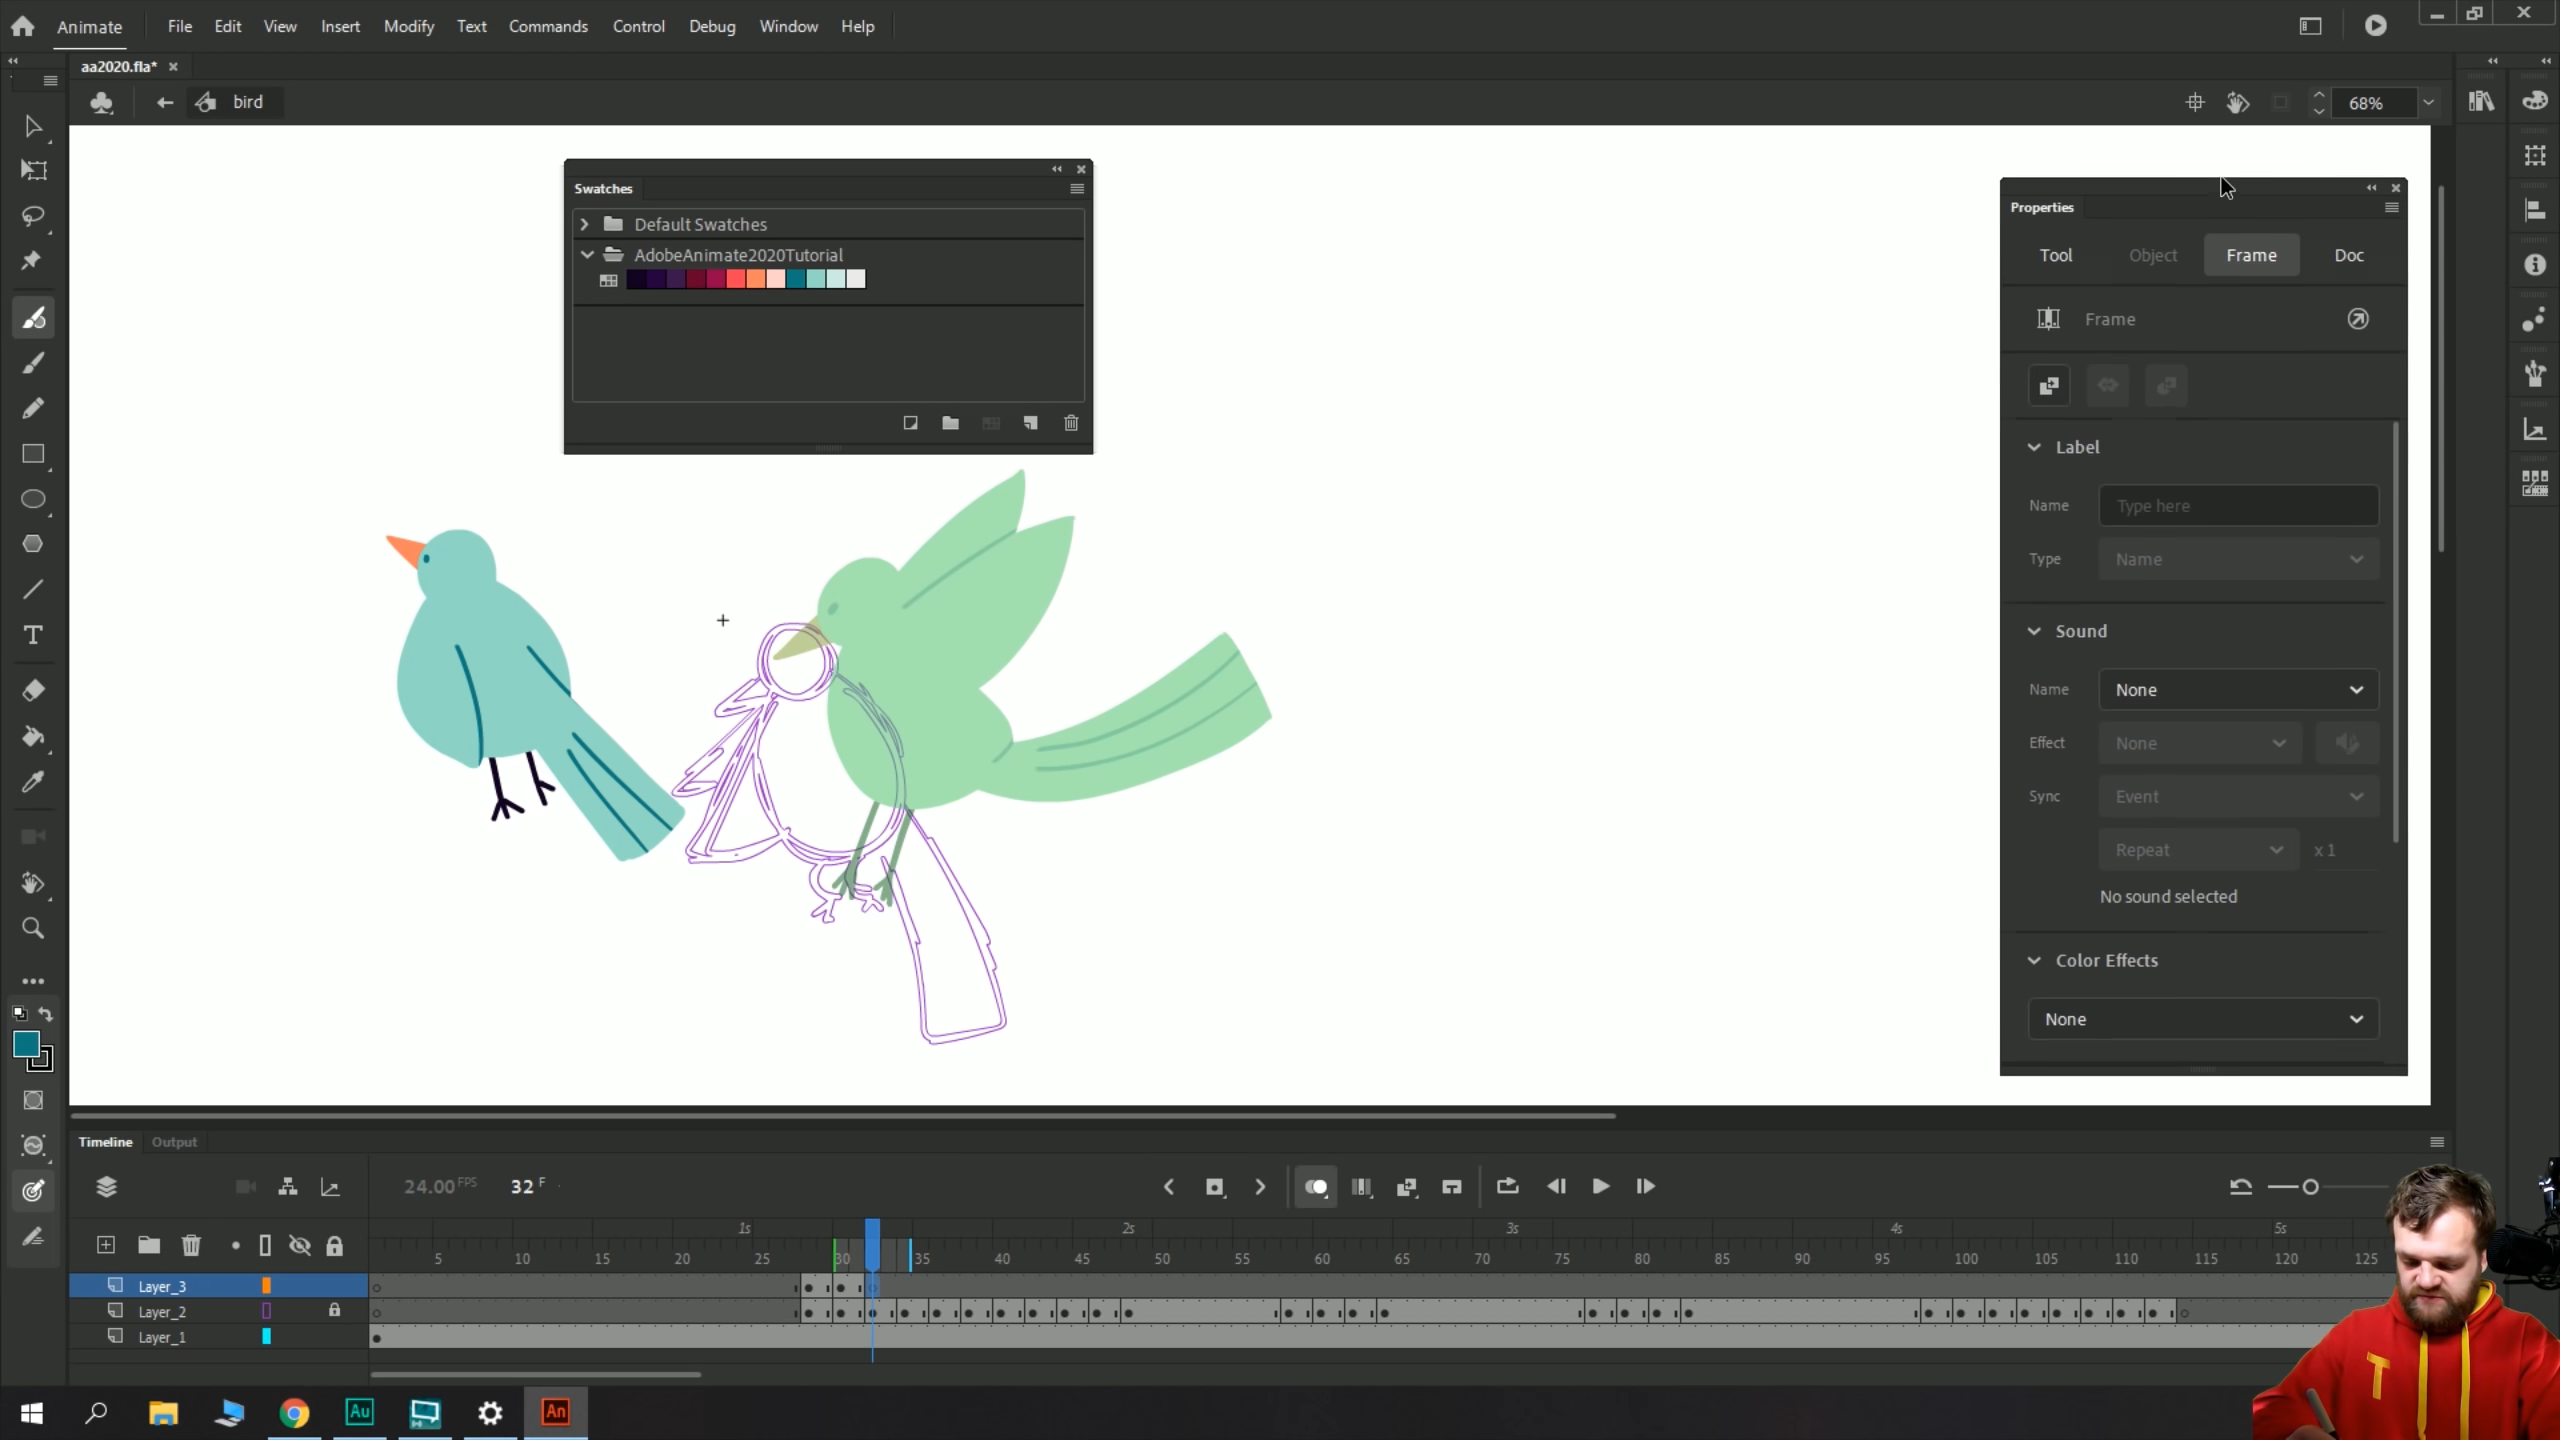 Animate File Edit View Insert Modify Text Commands Control Debug Window Help
aa2020.fla*
bird
68%
Swatches
Default Swatches
AdobeAnimate2020Tutorial
Properties
Tool Object Frame Doc
Frame
Label
Name Type here
Type Name
Sound
Name None
Effect None
Sync Event
Repeat x 1
No sound selected
Color Effects
None
T
Timeline Output
24.00 FPS 32 F
1s 2s 3s 4s 5s
5 10 15 20 25 30 35 40 45 50 55 60 65 70 75 80 85 90 95 100 105 110 115 120 125
Layer_3
Layer_2
Layer_1
T
Au An